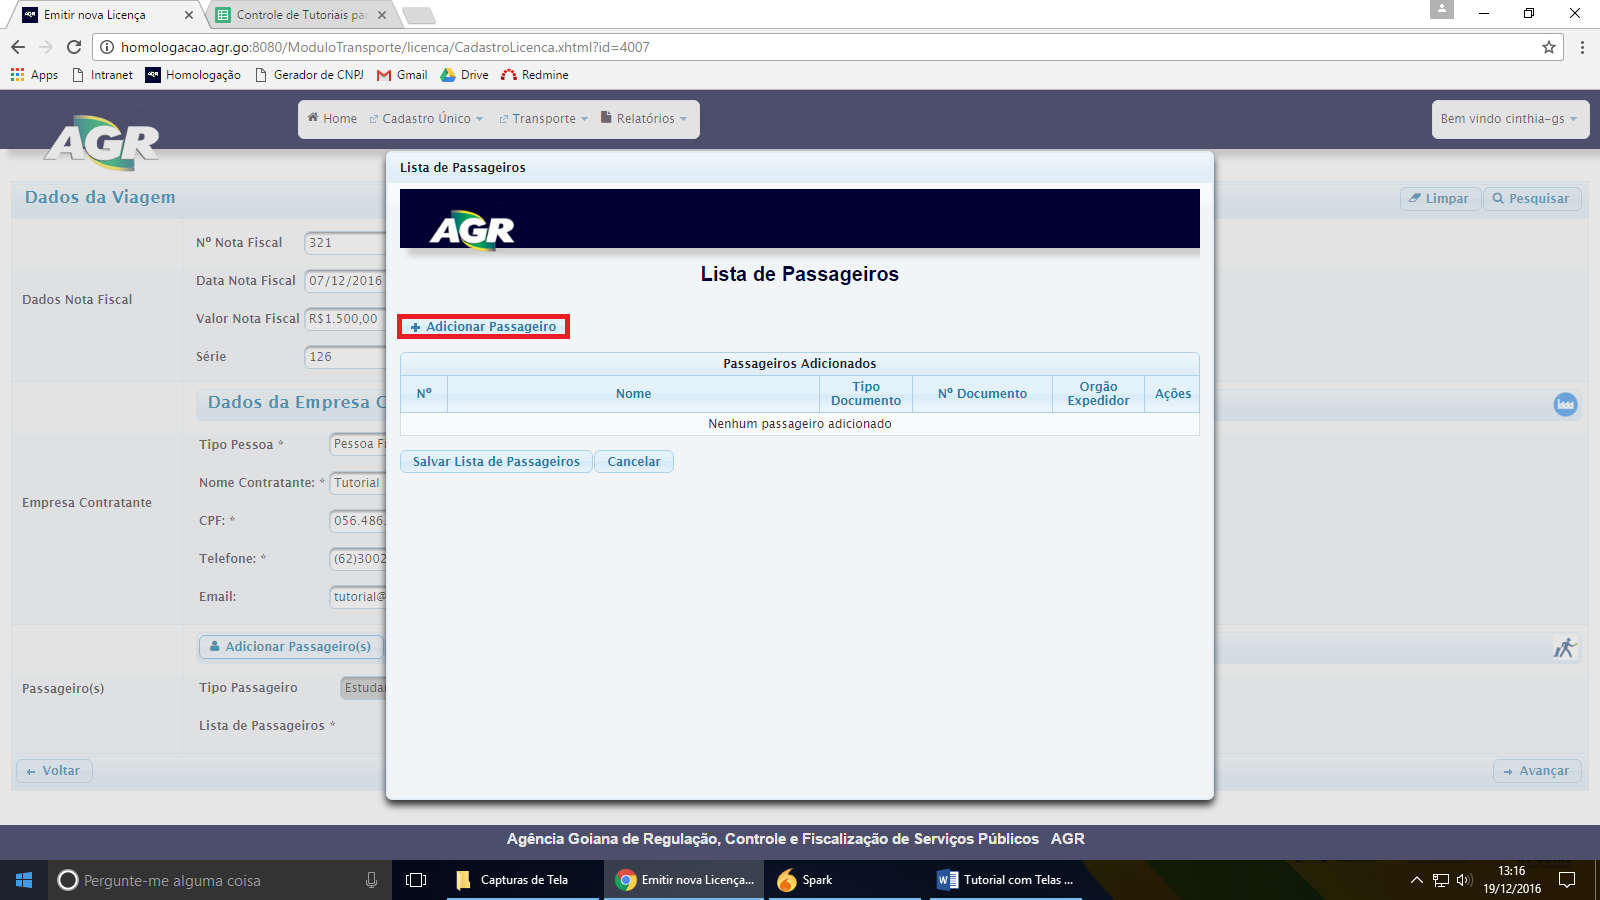 Emitir nova Licença
Controle de Tutoriais pa
homologacao.agr.go:8080/ModuloTransporte/licenca/CadastroLicenca.xhtml?id=4007
Apps Intranet Homologação Gerador de CNPJ Gmail Drive Redmine
AGR
Home Cadastro Único Transporte Relatórios
Bem vindo cinthia-gs
Dados da Viagem
Limpar Pesquisar
Dados Nota Fiscal
Nº Nota Fiscal 321
Data Nota Fiscal 07/12/2016
Valor Nota Fiscal R$1.500,00
Série 126
Empresa Contratante
Dados da Empresa C
Tipo Pessoa * Pessoa Fí
Nome Contratante: * Tutorial
CPF: * 056.486.
Telefone: * (62)3002
Email: tutorial@
Passageiro(s)
Adicionar Passageiro(s)
Tipo Passageiro Estudan
Lista de Passageiros *
Voltar
Avançar
Lista de Passageiros
AGR
Lista de Passageiros
Adicionar Passageiro
Passageiros Adicionados
Nº Nome Tipo Documento Nº Documento Orgão Expedidor Ações
Nenhum passageiro adicionado
Salvar Lista de Passageiros Cancelar
Agência Goiana de Regulação, Controle e Fiscalização de Serviços Públicos AGR
Pergunte-me alguma coisa
Capturas de Tela
Emitir nova Licença...
Spark
Tutorial com Telas ...
13:16
19/12/2016